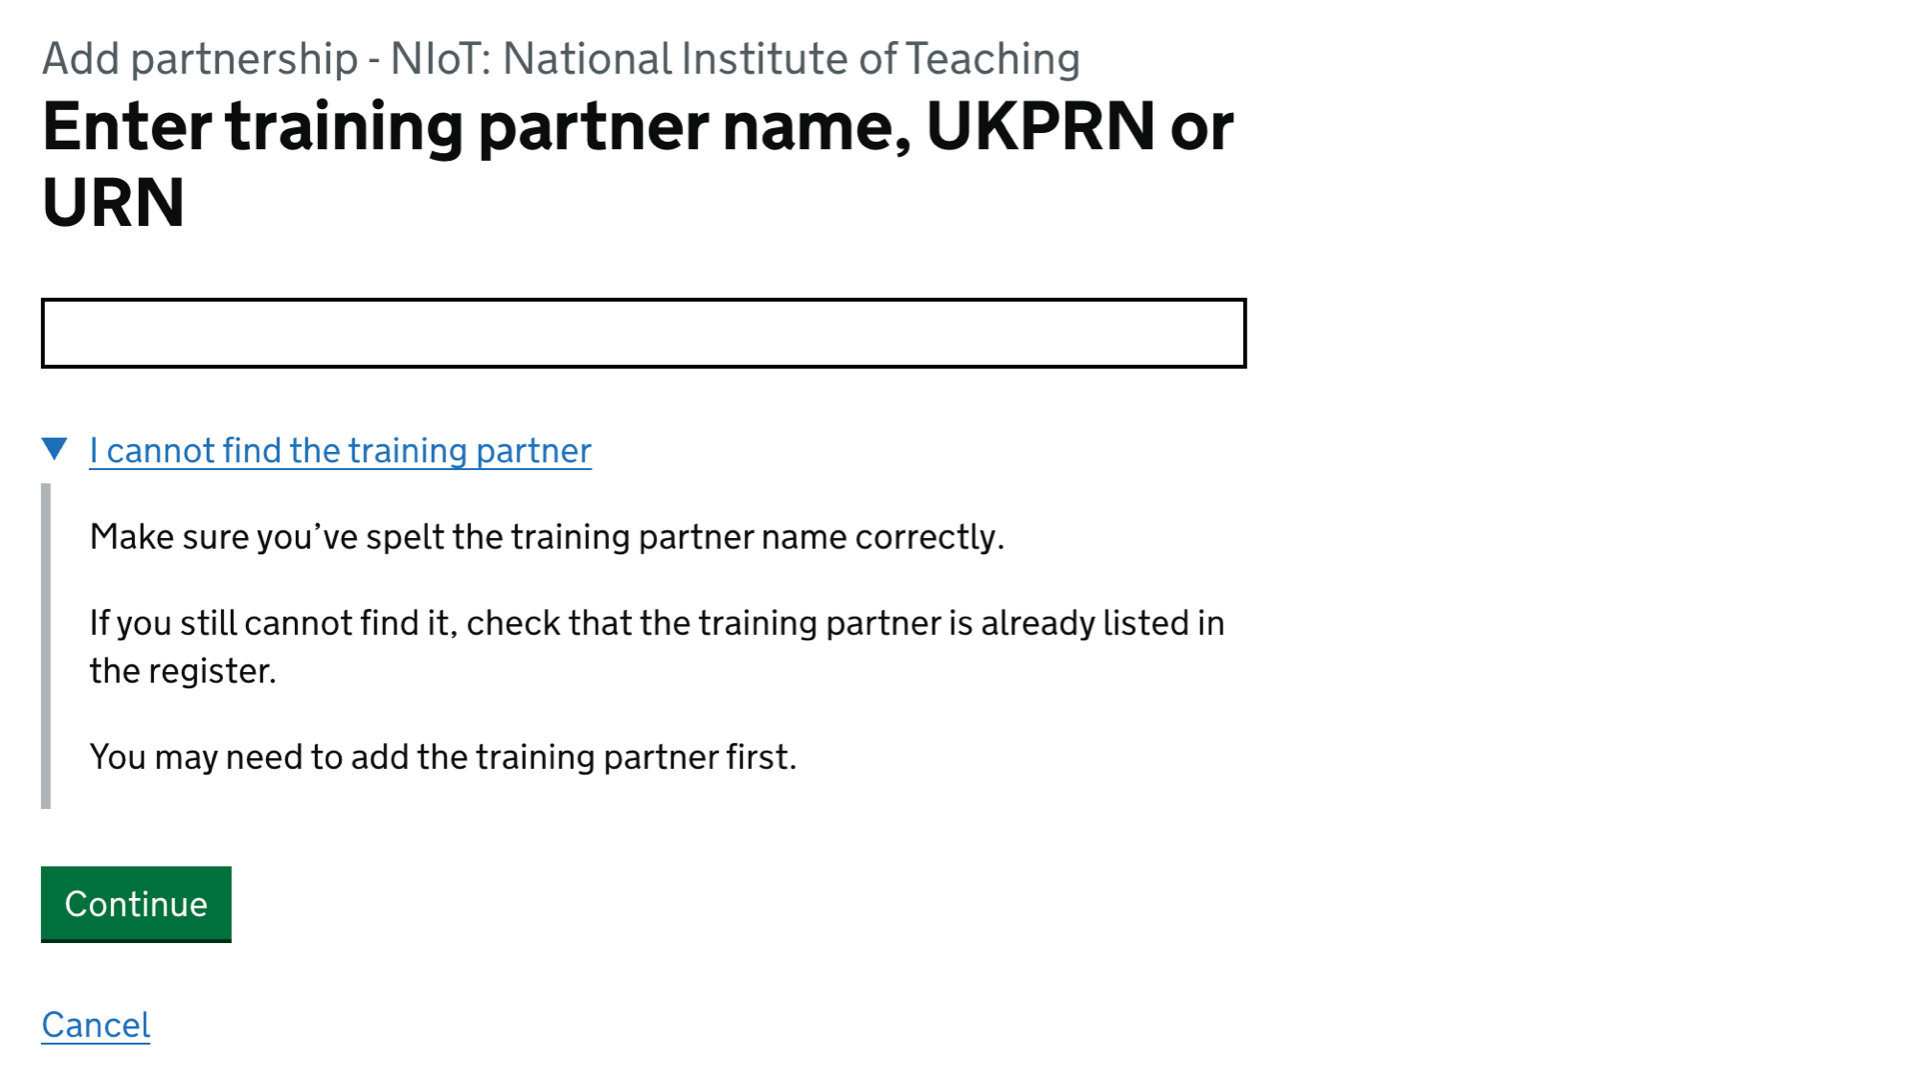 Add partnership - NIoT: National Institute of Teaching
Enter training partner name, UKPRN or
URN
I cannot find the training partner
Make sure you’ve spelt the training partner name correctly.
If you still cannot find it, check that the training partner is already listed in
the register.
You may need to add the training partner first.
Continue
Cancel